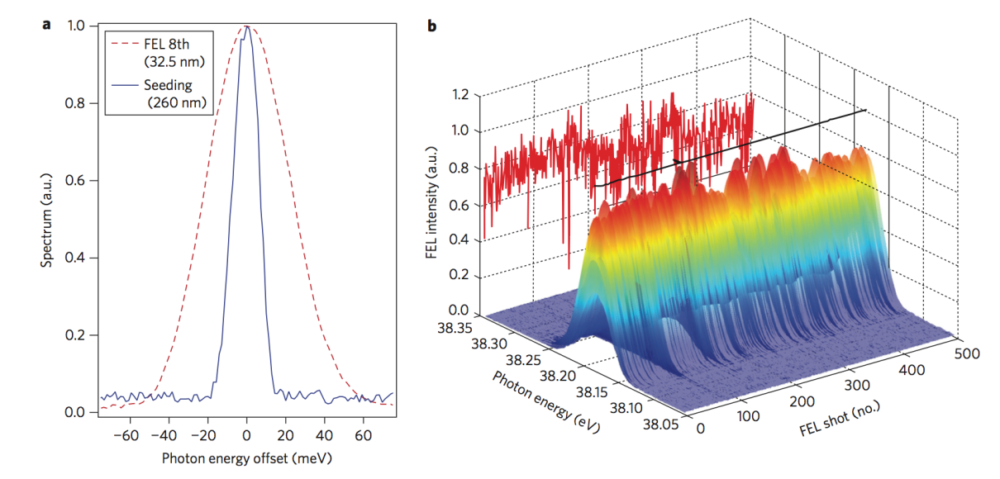 a
1.0
0.8
0.6
0.4
0.2
0.0
Spectrum (a.u.)
FEL 8th
(32.5 nm)
Seeding
(260 nm)
−60 −40 −20 0 20 40 60
Photon energy offset (meV)
b
1.2
1.0
0.8
0.6
0.4
0.2
0.0
FEL intensity (a.u.)
38.35
38.30
38.25
38.20
38.15
38.10
38.05
Photon energy (eV)
0
100
200
300
400
500
FEL shot (no.)